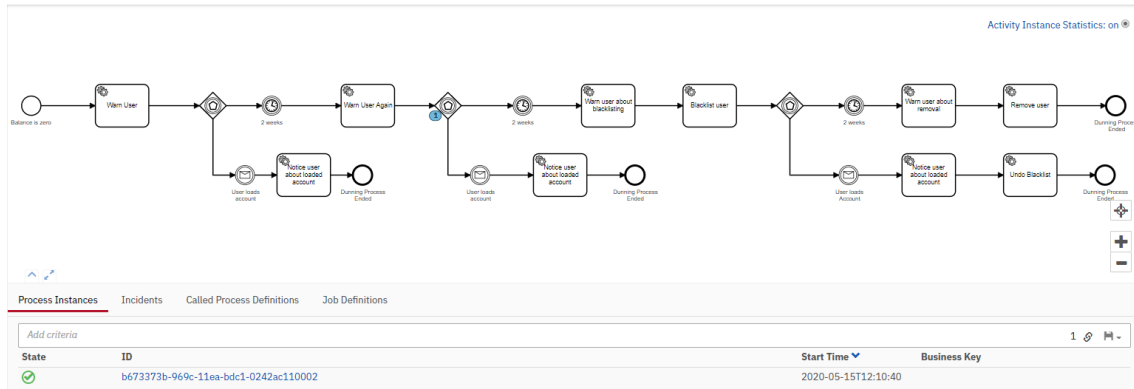 Activity Instance Statistics: on
Balance is zero
Warn User
2 weeks
Warn User Again
1
2 weeks
Warn user about
blacklisting
Blacklist user
2 weeks
Warn user about
removal
Remove user
Dunning Proce
Ended
User loads
account
Notice user
about loaded
account
Dunning Process
Ended
User loads
account
Notice user
about loaded
account
Dunning Process
Ended
User loads
Account
Notice user
about loaded
account
Undo Blacklist
Dunning Process
Ended
Process Instances
Incidents
Called Process Definitions
Job Definitions
Add criteria
1
State
ID
Start Time
Business Key
b673373b-969c-11ea-bdc1-0242ac110002
2020-05-15T12:10:40